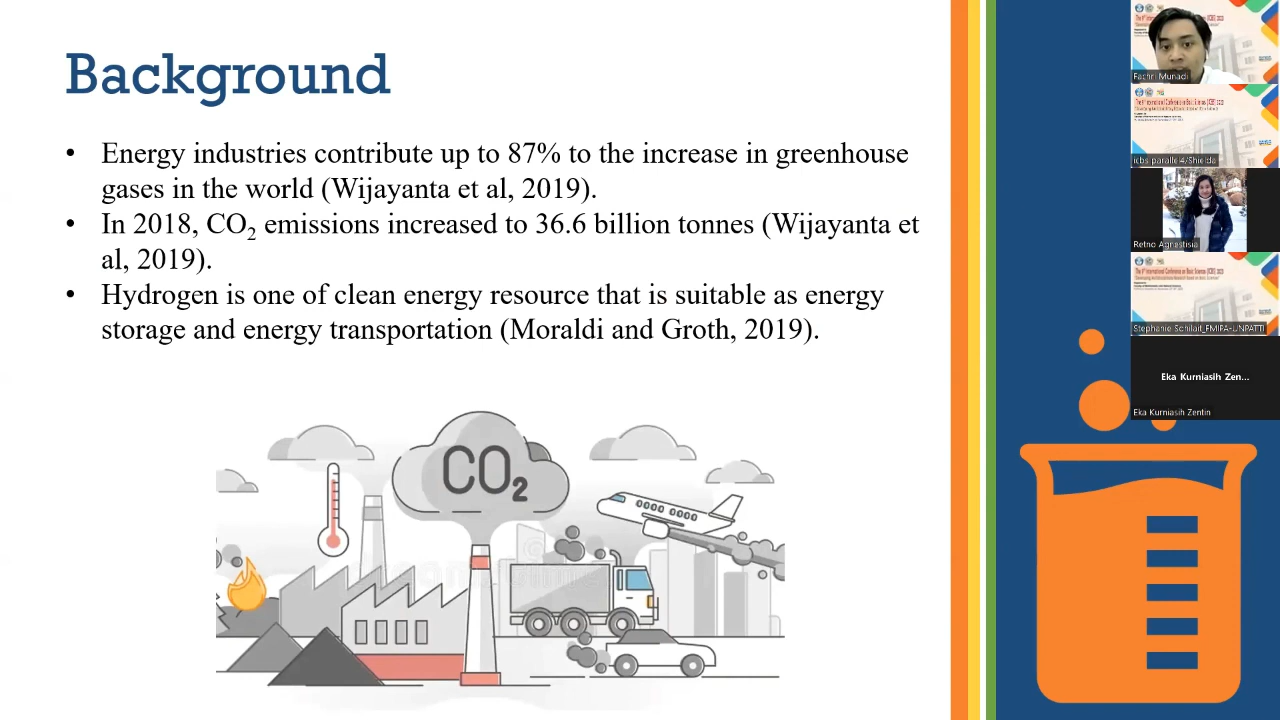 Background
• Energy industries contribute up to 87% to the increase in greenhouse
gases in the world (Wijayanta et al, 2019).
• In 2018, CO₂ emissions increased to 36.6 billion tonnes (Wijayanta et
al, 2019).
• Hydrogen is one of clean energy resource that is suitable as energy
storage and energy transportation (Moraldi and Groth, 2019).
CO₂
Fachri Munadi
icbs parallel4/Shielda
Retno Agnestisia
Stephanie Schilait_FMIPA-UNPATTI
Eka Kurniasih Zen...
Eka Kurniasih Zentin